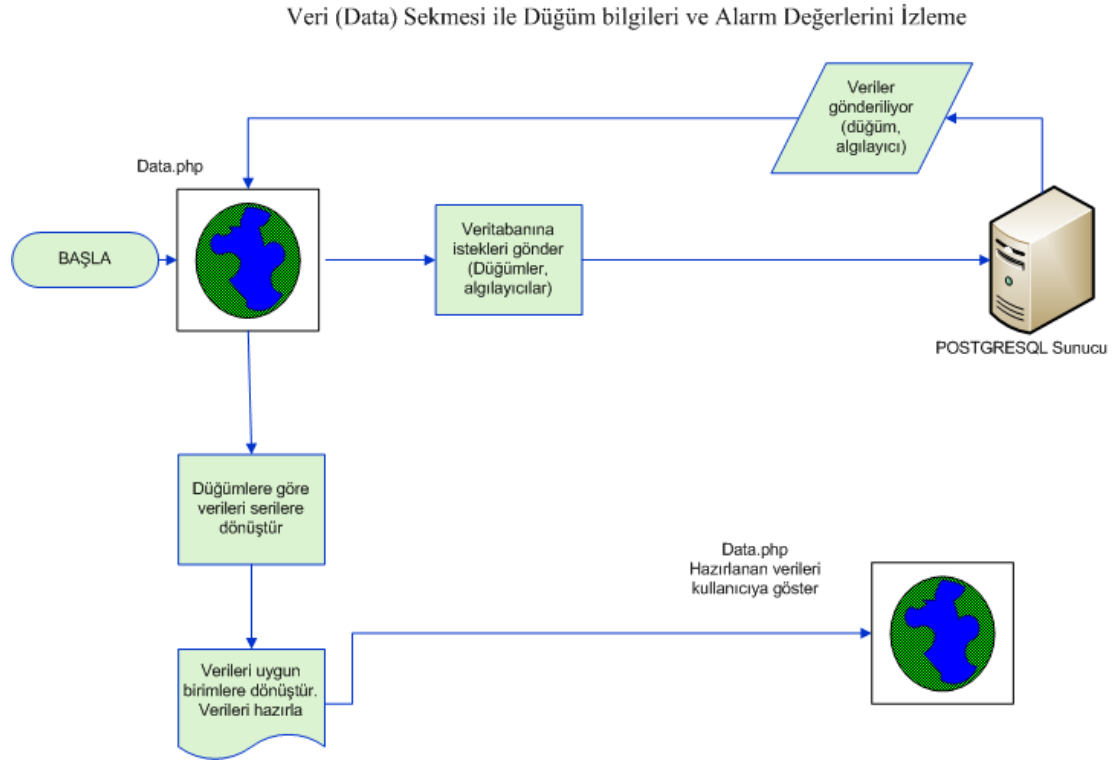 Veri (Data) Sekmesi ile Düğüm bilgileri ve Alarm Değerlerini İzleme
Veriler
gönderiliyor
(düğüm,
algılayıcı)
Data.php
BAŞLA
Veritabanına
istekleri gönder
(Düğümler,
algılayıcılar)
POSTGRESQL Sunucu
Düğümlere göre
verileri serilere
dönüştür
Data.php
Hazırlanan verileri
kullanıcıya göster
Verileri uygun
birimlere dönüştür.
Verileri hazırla